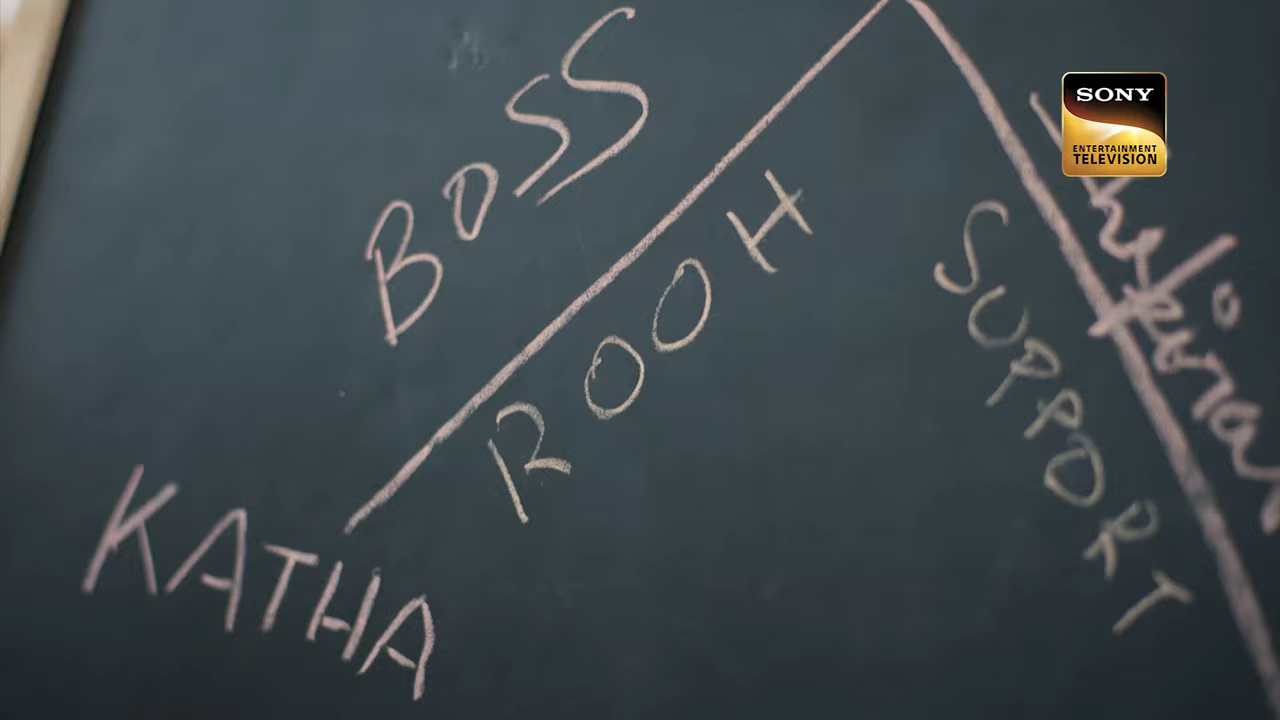 BOSS
ROOH
KATHA
SUPPORT
SONY
ENTERTAINMENT
TELEVISION